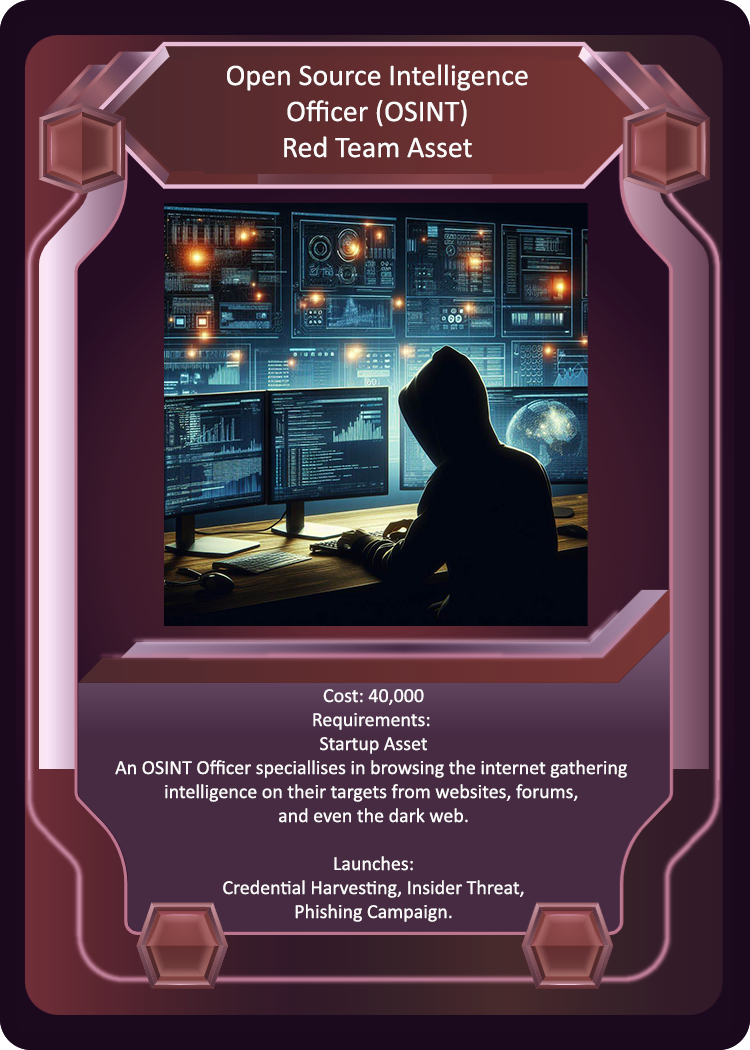 Open Source Intelligence
Officer (OSINT)
Red Team Asset
Cost: 40,000
Requirements:
Startup Asset
An OSINT Officer speciallises in browsing the internet gathering
intelligence on their targets from websites, forums,
and even the dark web.
Launches:
Credential Harvesting, Insider Threat,
Phishing Campaign.